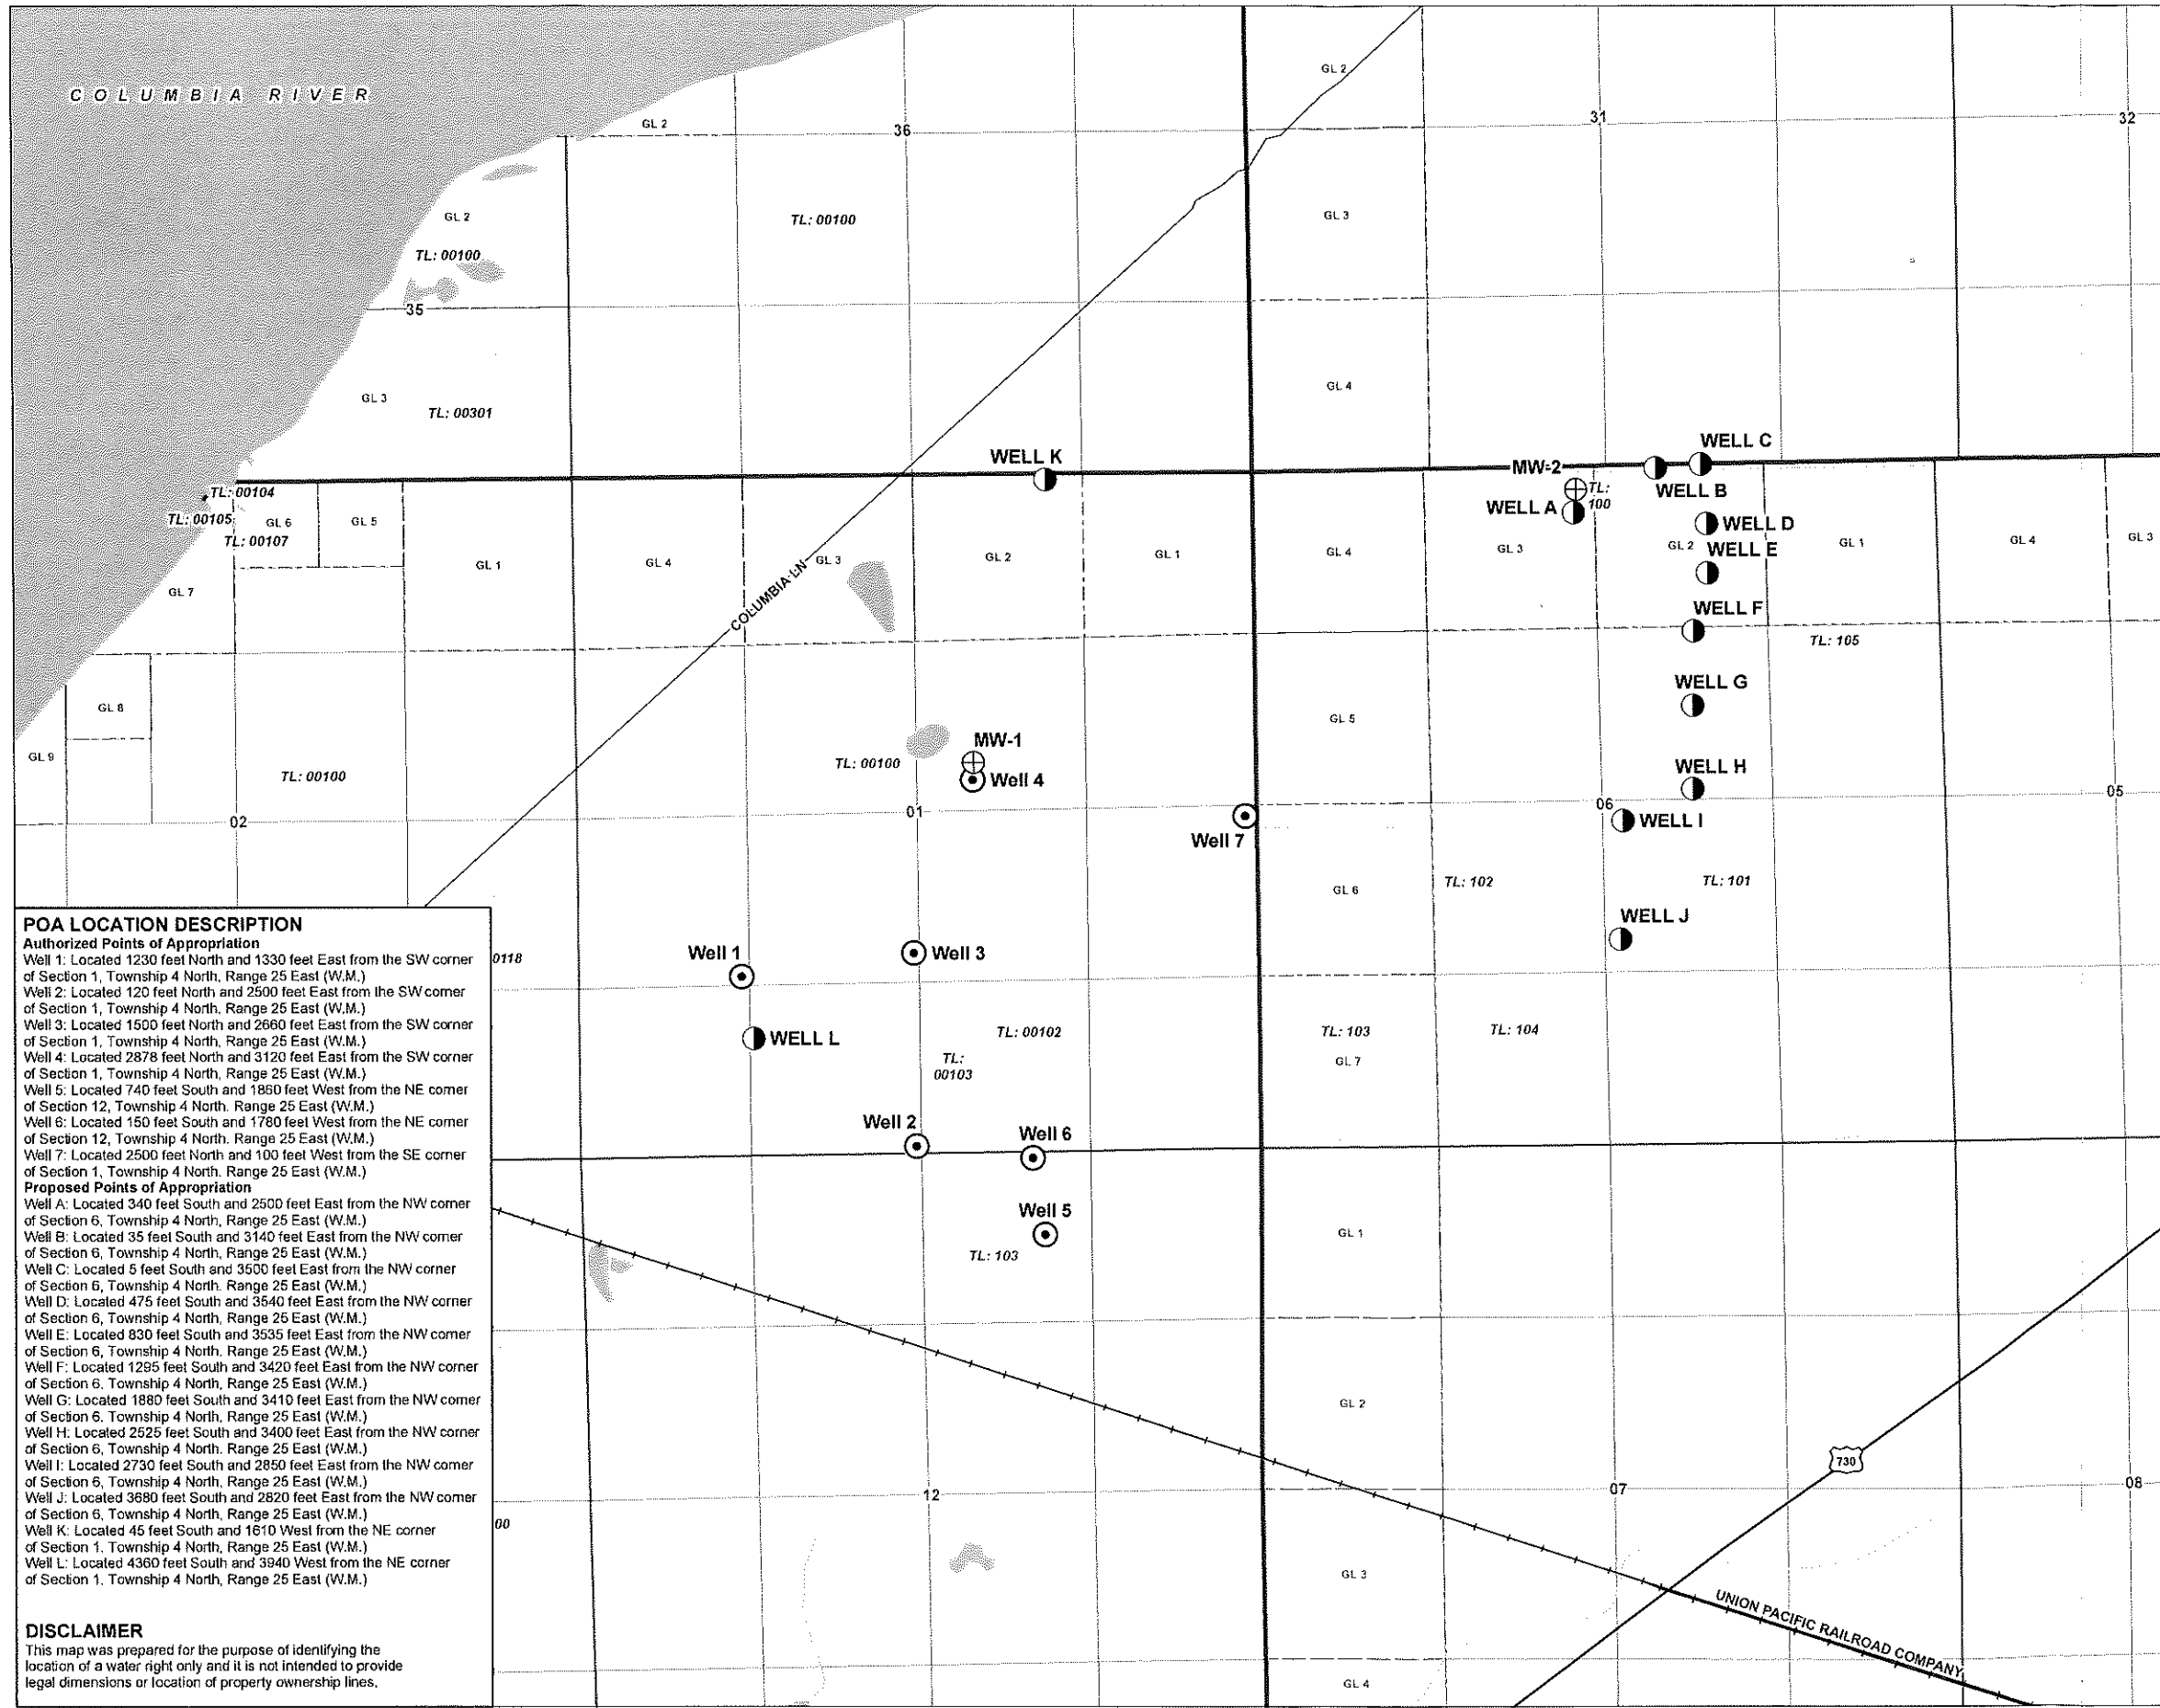 COLUMBIA RIVER
GL 2
GL 2
36
31
32
GL 2
TL: 00100
GL 3
TL: 00100
35
GL 3
TL: 00301
GL 4
WELL K
WELL C
MW-2
TL: 100
WELL B
WELL A
TL: 00104
TL: 00105
GL 6
GL 5
TL: 00107
WELL D
GL 1
GL 4
COLUMBIA LN
GL 3
GL 2
GL 1
GL 4
GL 3
GL 2
WELL E
GL 1
GL 4
GL 3
GL 7
WELL F
TL: 105
GL 8
WELL G
GL 5
GL 9
TL: 00100
MW-1
TL: 00100
Well 4
WELL H
02
01
Well 7
06
WELL I
05
GL 6
TL: 102
TL: 101
WELL J
0118
Well 1
Well 3
WELL L
TL: 00102
TL: 103
TL: 104
TL:
00103
GL 7
Well 2
Well 6
Well 5
TL: 103
GL 1
GL 2
730
12
07
08
00
GL 3
UNION PACIFIC RAILROAD COMPANY
GL 4
POA LOCATION DESCRIPTION
Authorized Points of Appropriation
Well 1: Located 1230 feet North and 1330 feet East from the SW corner
of Section 1, Township 4 North, Range 25 East (W.M.)
Well 2: Located 120 feet North and 2500 feet East from the SW corner
of Section 1, Township 4 North, Range 25 East (W.M.)
Well 3: Located 1500 feet North and 2660 feet East from the SW corner
of Section 1, Township 4 North, Range 25 East (W.M.)
Well 4: Located 2878 feet North and 3120 feet East from the SW corner
of Section 1, Township 4 North, Range 25 East (W.M.)
Well 5: Located 740 feet South and 1860 feet West from the NE corner
of Section 12, Township 4 North, Range 25 East (W.M.)
Well 6: Located 150 feet South and 1780 feet West from the NE corner
of Section 12, Township 4 North, Range 25 East (W.M.)
Well 7: Located 2500 feet North and 100 feet West from the SE corner
of Section 1, Township 4 North, Range 25 East (W.M.)
Proposed Points of Appropriation
Well A: Located 340 feet South and 2500 feet East from the NW corner
of Section 6, Township 4 North, Range 25 East (W.M.)
Well B: Located 35 feet South and 3140 feet East from the NW corner
of Section 6, Township 4 North, Range 25 East (W.M.)
Well C: Located 5 feet South and 3500 feet East from the NW corner
of Section 6, Township 4 North, Range 25 East (W.M.)
Well D: Located 475 feet South and 3540 feet East from the NW corner
of Section 6, Township 4 North, Range 25 East (W.M.)
Well E: Located 830 feet South and 3535 feet East from the NW corner
of Section 6, Township 4 North, Range 25 East (W.M.)
Well F: Located 1295 feet South and 3420 feet East from the NW corner
of Section 6, Township 4 North, Range 25 East (W.M.)
Well G: Located 1880 feet South and 3410 feet East from the NW corner
of Section 6, Township 4 North, Range 25 East (W.M.)
Well H: Located 2525 feet South and 3400 feet East from the NW corner
of Section 6, Township 4 North, Range 25 East (W.M.)
Well I: Located 2730 feet South and 2850 feet East from the NW corner
of Section 6, Township 4 North, Range 25 East (W.M.)
Well J: Located 3680 feet South and 2820 feet East from the NW corner
of Section 6, Township 4 North, Range 25 East (W.M.)
Well K: Located 45 feet South and 1610 West from the NE corner
of Section 1, Township 4 North, Range 25 East (W.M.)
Well L: Located 4360 feet South and 3940 West from the NE corner
of Section 1, Township 4 North, Range 25 East (W.M.)
DISCLAIMER
This map was prepared for the purpose of identifying the
location of a water right only and it is not intended to provide
legal dimensions or location of property ownership lines.